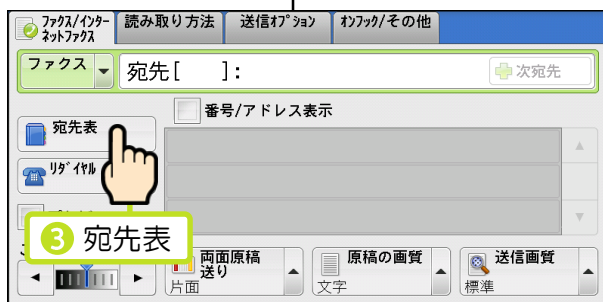 ファクス/インター
ネットファクス
読み取り方法
送信オプション
オンフック/その他
ファクス
宛先[ ]:
次宛先
番号/アドレス表示
宛先表
リダイヤル
3 宛先表
両面原稿
送り
片面
原稿の画質
文字
送信画質
標準